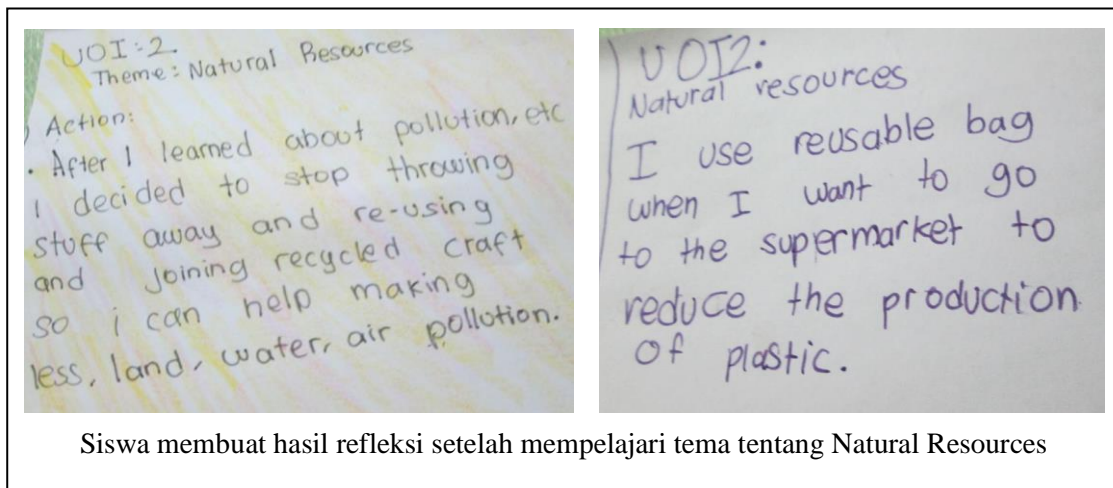 UOI:2.
Theme: Natural Resources
Action:
. After I learned about pollution, etc
I decided to stop throwing
stuff away and re-using
and joining recycled craft
so i can help making
less, land, water, air pollution.
UOI2:
Natural resources
I use reusable bag
when I want to go
to the supermarket to
reduce the production
of plastic.
Siswa membuat hasil refleksi setelah mempelajari tema tentang Natural Resources